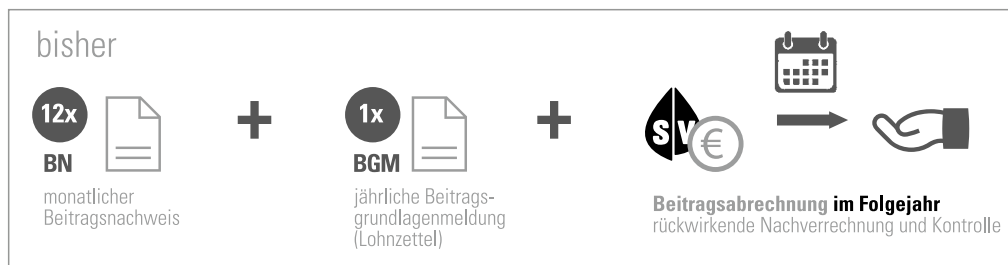 bisher
12x
BN
monatlicher
Beitragsnachweis
+
1x
BGM
jährliche Beitrags-
grundlagenmeldung
(Lohnzettel)
+
SV
€
Beitragsabrechnung im Folgejahr
rückwirkende Nachverrechnung und Kontrolle